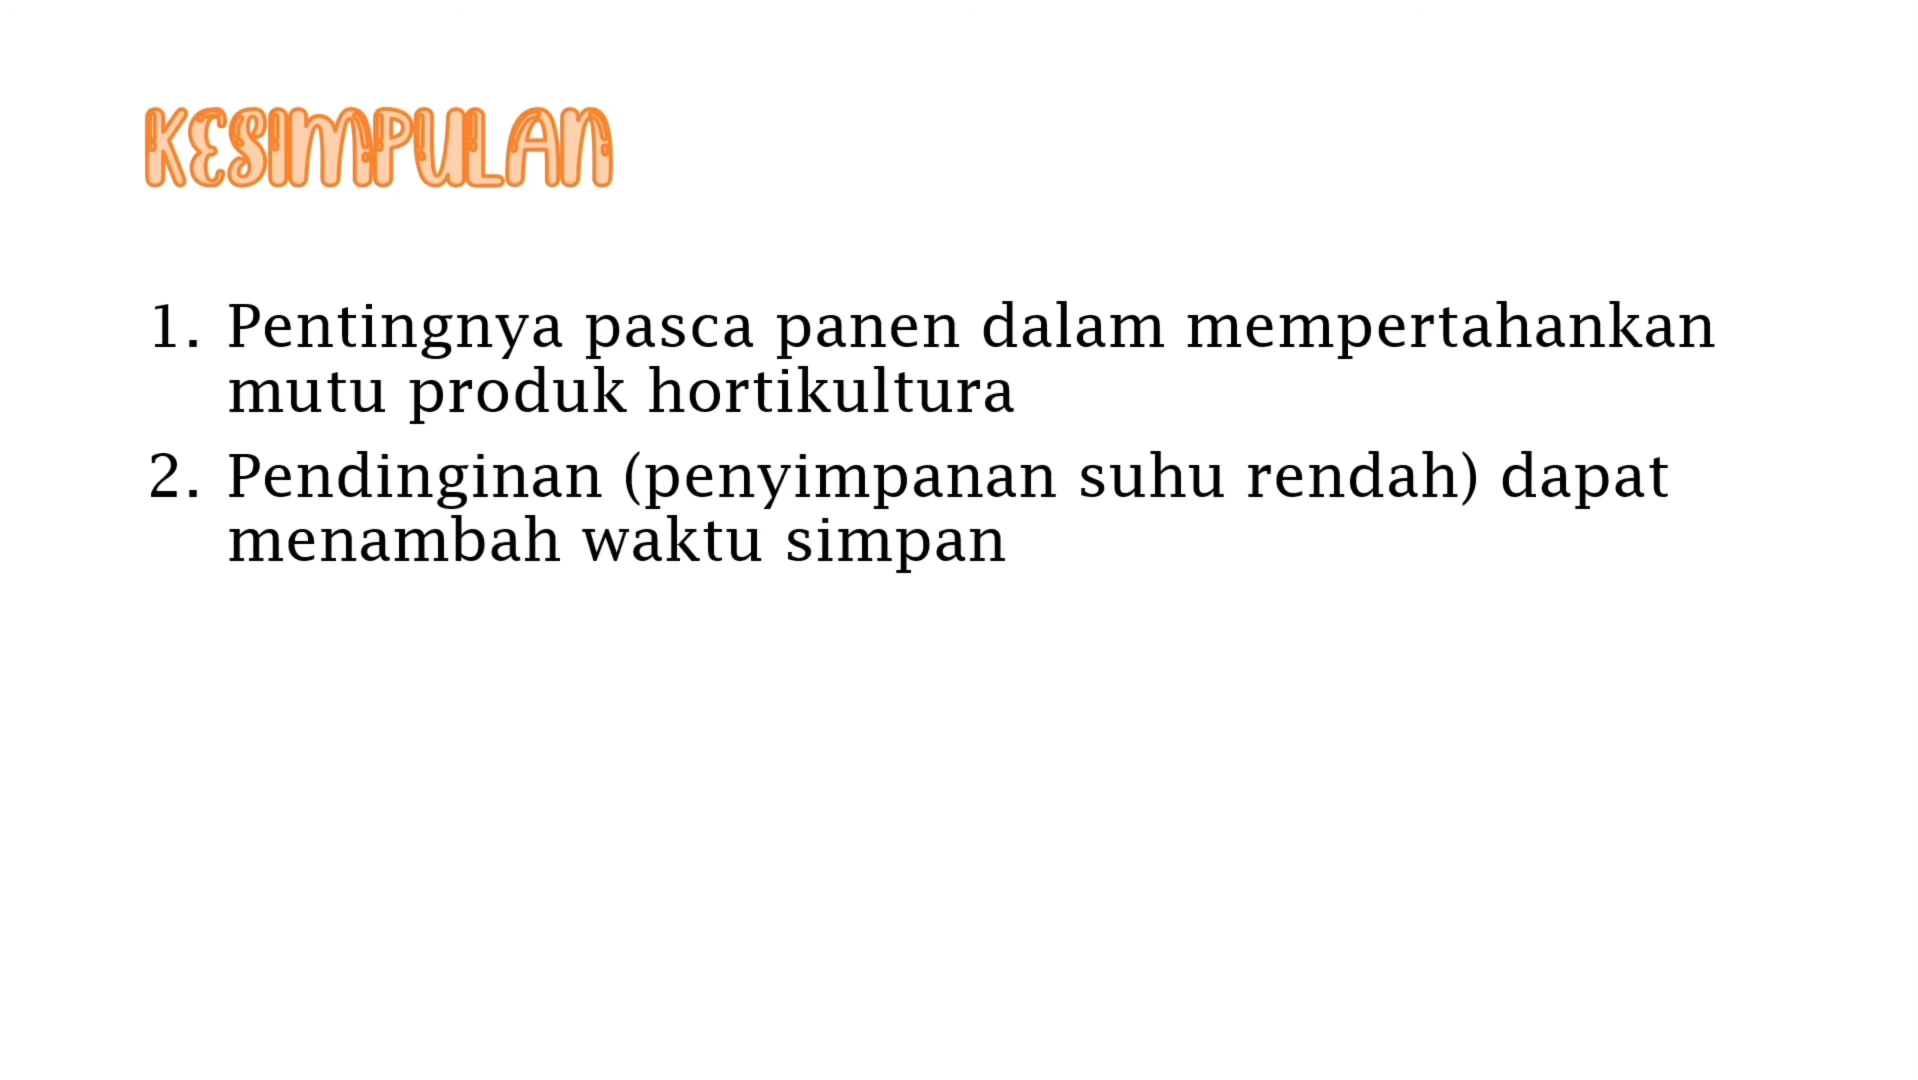 KESIMPULAN
1. Pentingnya pasca panen dalam mempertahankan
mutu produk hortikultura
2. Pendinginan (penyimpanan suhu rendah) dapat
menambah waktu simpan